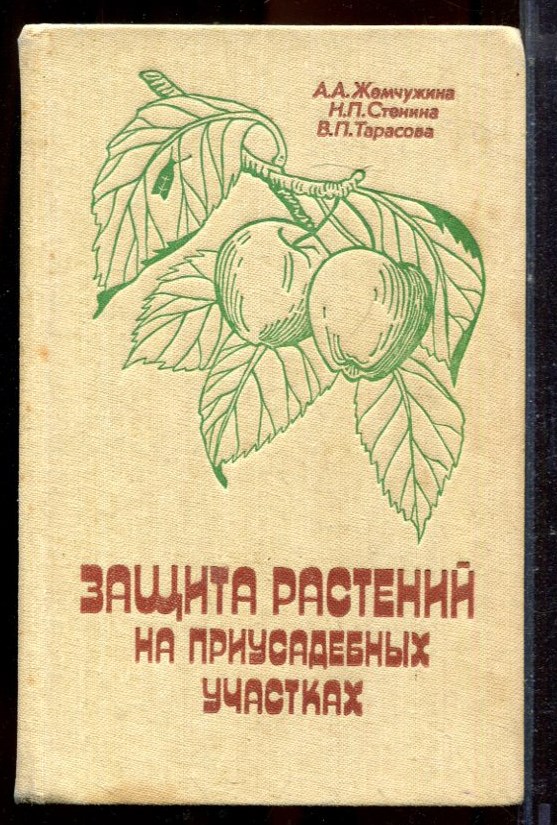 А.А. Жемчужина
Н.П. Стенина
В.П. Тарасова
ЗАЩИТА РАСТЕНИЙ
НА ПРИУСАДЕБНЫХ
УЧАСТКАХ